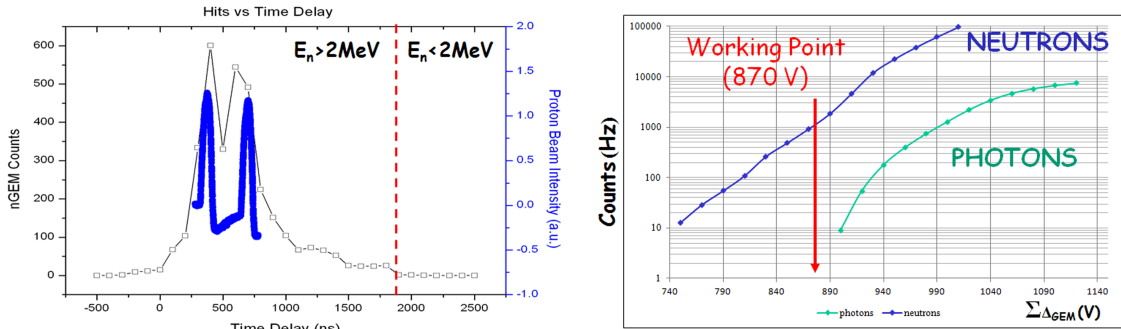 Hits vs Time Delay
Eₙ>2MeV Eₙ<2MeV
nGEM Counts
600
500
400
300
200
100
0
2.0
1.5
1.0
0.5
0.0
-0.5
-1.0
Proton Beam Intensity (a.u.)
-500 0 500 1000 1500 2000 2500
Time Delay (ns)
Counts (Hz)
100000
10000
1000
100
10
1
Working Point
(870 V)
NEUTRONS
PHOTONS
740 790 840 890 940 990 1040 1090 1140
photons neutrons
ΣΔGEM (V)